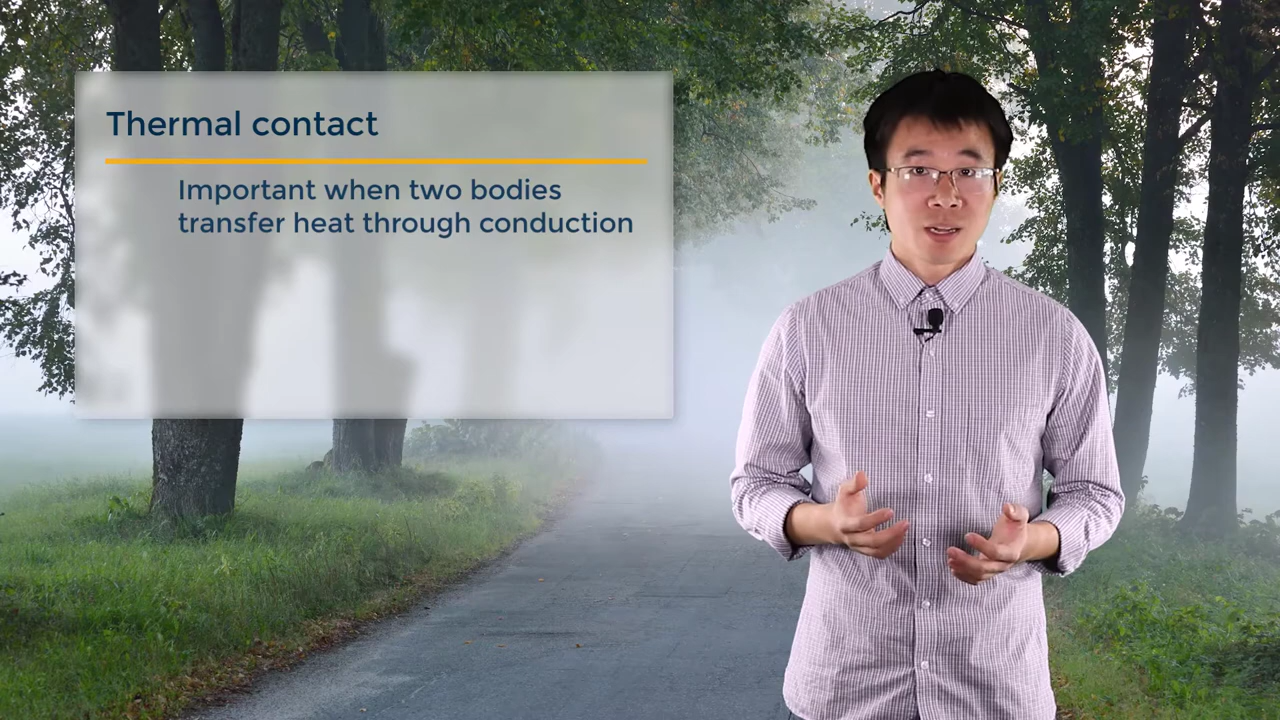 Thermal contact
Important when two bodies
transfer heat through conduction